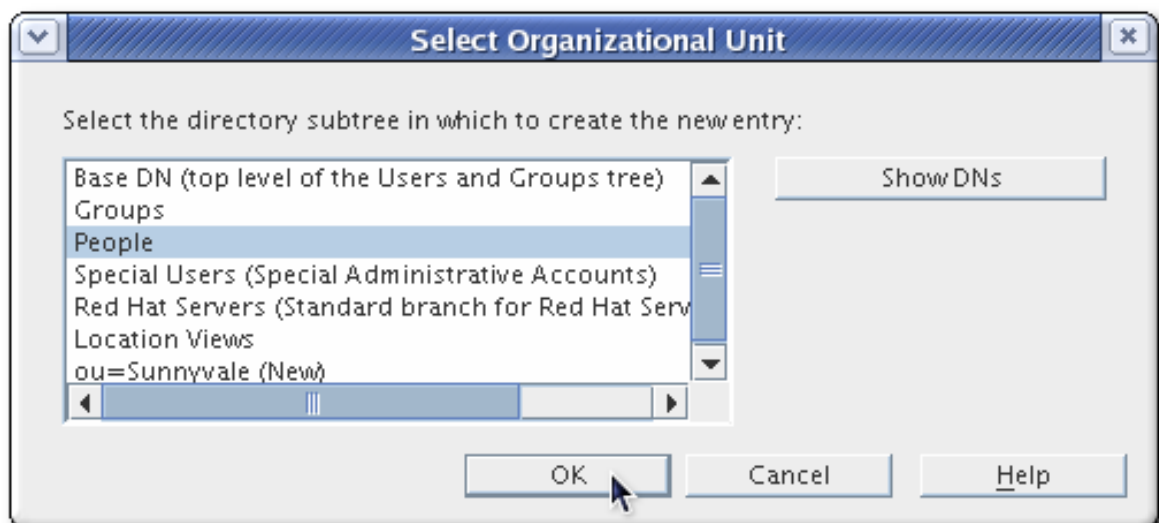 Select Organizational Unit
Select the directory subtree in which to create the new entry:
Base DN (top level of the Users and Groups tree)
Show DNs
Groups
People
Special Users (Special Administrative Accounts)
Red Hat Servers (Standard branch for Red Hat Serv
Location Views
ou=Sunnyvale (New)
OK
Cancel
Help